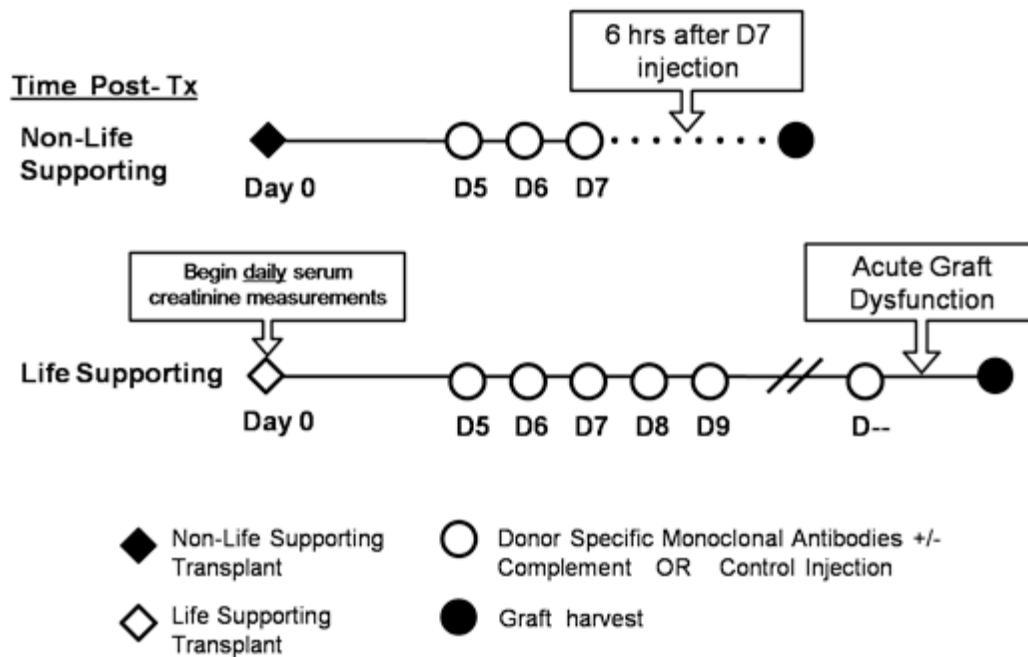 6 hrs after D7
injection
Time Post- Tx
Non-Life
Supporting
Day 0
D5
D6
D7
Begin daily serum
creatinine measurements
Acute Graft
Dysfunction
Life Supporting
Day 0
D5
D6
D7
D8
D9
D--
Non-Life Supporting
Transplant
Donor Specific Monoclonal Antibodies +/-
Complement OR Control Injection
Life Supporting
Transplant
Graft harvest